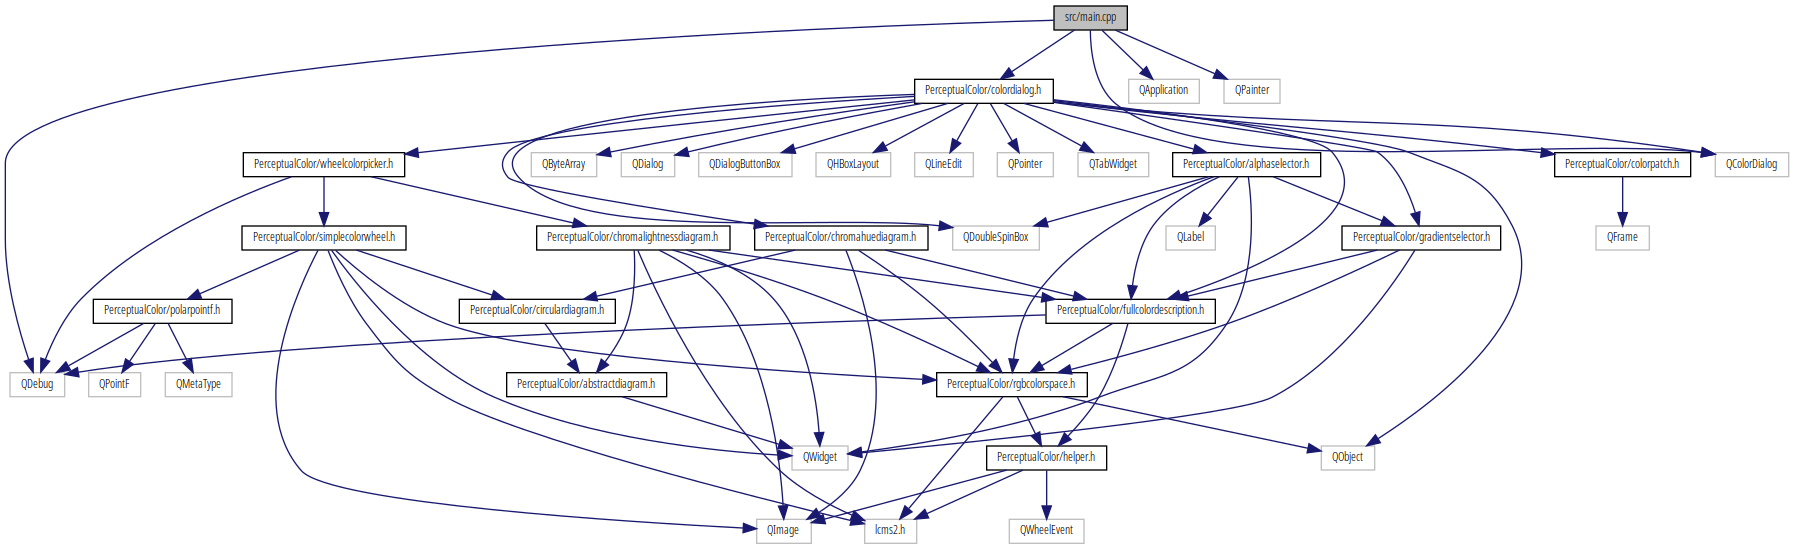 src/main.cpp
PerceptualColor/colordialog.h
QApplication
QPainter
PerceptualColor/wheelcolorpicker.h
QByteArray
QDialog
QDialogButtonBox
QHBoxLayout
QLineEdit
QPointer
QTabWidget
PerceptualColor/alphaselector.h
PerceptualColor/colorpatch.h
QColorDialog
PerceptualColor/simplecolorwheel.h
PerceptualColor/chromalightnessdiagram.h
PerceptualColor/chromahuediagram.h
QDoubleSpinBox
QLabel
PerceptualColor/gradientselector.h
QFrame
PerceptualColor/polarpointf.h
PerceptualColor/circulardiagram.h
PerceptualColor/fullcolordescription.h
QDebug
QPointF
QMetaType
PerceptualColor/abstractdiagram.h
PerceptualColor/rgbcolorspace.h
QWidget
PerceptualColor/helper.h
QObject
QImage
lcms2.h
QWheelEvent